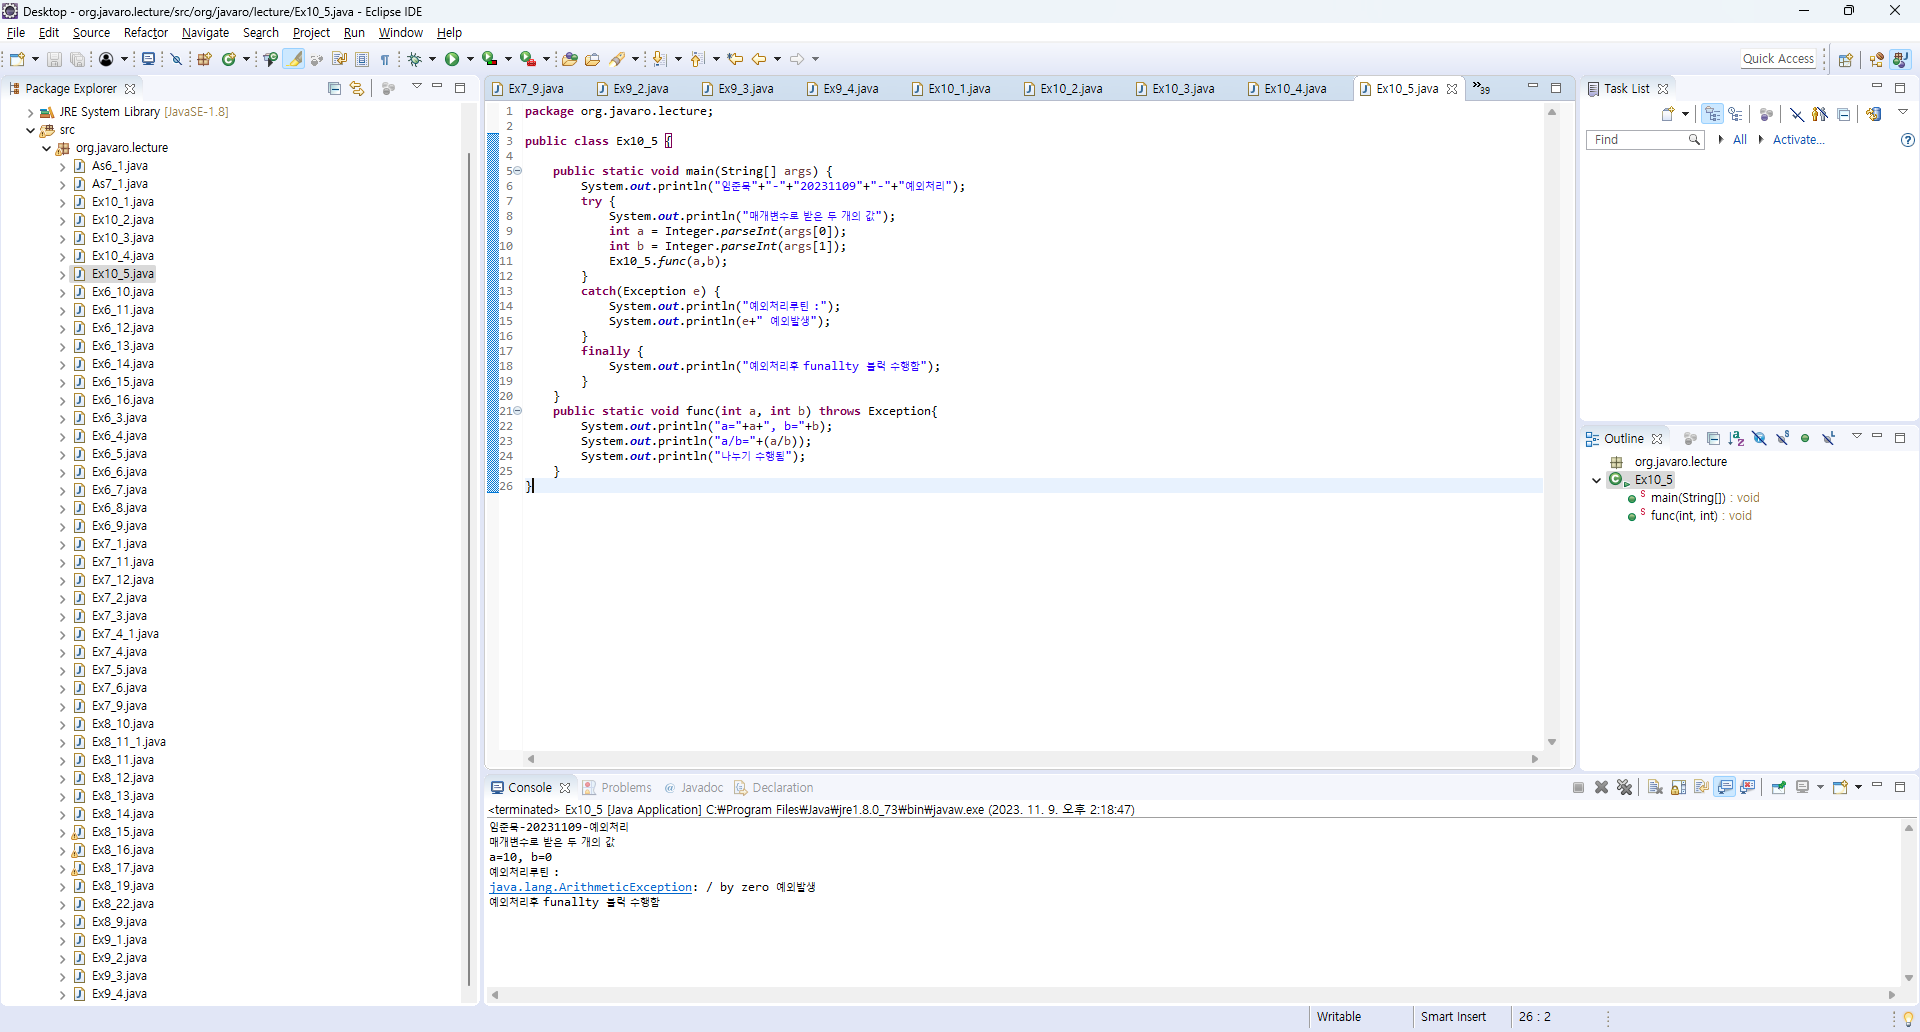 Desktop - org.javaro.lecture/src/org/javaro/lecture/Ex10_5.java - Eclipse IDE
File Edit Source Refactor Navigate Search Project Run Window Help
Quick Access
Package Explorer
JRE System Library [JavaSE-1.8]
src
org.javaro.lecture
As6_1.java
As7_1.java
Ex10_1.java
Ex10_2.java
Ex10_3.java
Ex10_4.java
Ex10_5.java
Ex6_10.java
Ex6_11.java
Ex6_12.java
Ex6_13.java
Ex6_14.java
Ex6_15.java
Ex6_16.java
Ex6_3.java
Ex6_4.java
Ex6_5.java
Ex6_6.java
Ex6_7.java
Ex6_8.java
Ex6_9.java
Ex7_1.java
Ex7_11.java
Ex7_12.java
Ex7_2.java
Ex7_3.java
Ex7_4_1.java
Ex7_4.java
Ex7_5.java
Ex7_6.java
Ex7_9.java
Ex8_10.java
Ex8_11_1.java
Ex8_11.java
Ex8_12.java
Ex8_13.java
Ex8_14.java
Ex8_15.java
Ex8_16.java
Ex8_17.java
Ex8_19.java
Ex8_22.java
Ex8_9.java
Ex9_1.java
Ex9_2.java
Ex9_3.java
Ex9_4.java
Ex7_9.java Ex9_2.java Ex9_3.java Ex9_4.java Ex10_1.java Ex10_2.java Ex10_3.java Ex10_4.java Ex10_5.java »39
1 package org.javaro.lecture;
2
3 public class Ex10_5 {
4
5 public static void main(String[] args) {
6 System.out.println("임준묵"+"-"+"20231109"+"-"+"예외처리");
7 try {
8 System.out.println("매개변수로 받은 두 개의 값");
9 int a = Integer.parseInt(args[0]);
10 int b = Integer.parseInt(args[1]);
11 Ex10_5.func(a,b);
12 }
13 catch(Exception e) {
14 System.out.println("예외처리루틴 :");
15 System.out.println(e+" 예외발생");
16 }
17 finally {
18 System.out.println("예외처리후 funallty 블럭 수행함");
19 }
20 }
21 public static void func(int a, int b) throws Exception{
22 System.out.println("a="+a+", b="+b);
23 System.out.println("a/b="+(a/b));
24 System.out.println("나누기 수행됨");
25 }
26 }
Task List
Find All Activate...
Outline
org.javaro.lecture
Ex10_5
main(String[]) : void
func(int, int) : void
Console Problems Javadoc Declaration
<terminated> Ex10_5 [Java Application] C:₩Program Files₩Java₩jre1.8.0_73₩bin₩javaw.exe (2023. 11. 9. 오후 2:18:47)
임준묵-20231109-예외처리
매개변수로 받은 두 개의 값
a=10, b=0
예외처리루틴 :
java.lang.ArithmeticException: / by zero 예외발생
예외처리후 funallty 블럭 수행함
Writable Smart Insert 26 : 2